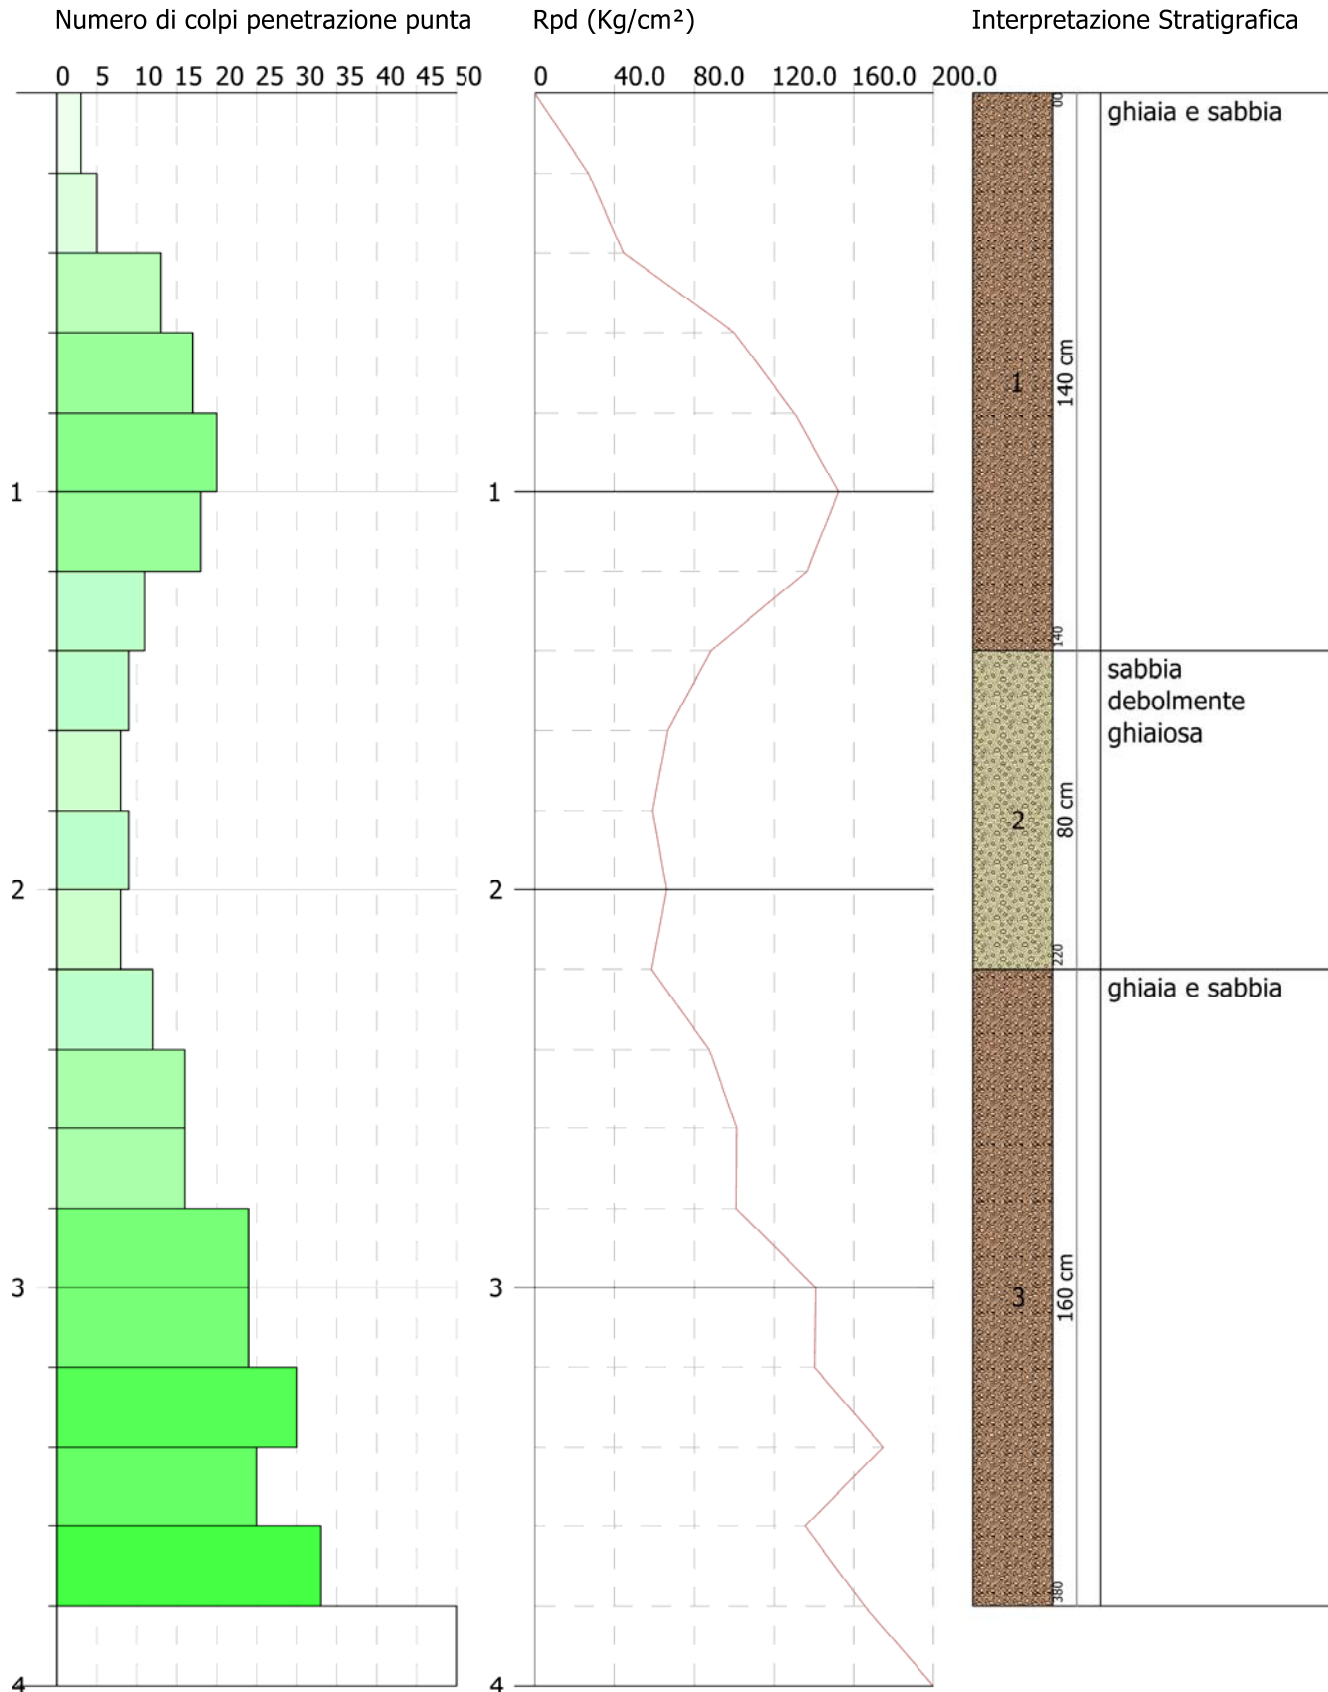 Numero di colpi penetrazione punta
Rpd (Kg/cm²)
Interpretazione Stratigrafica
0 5 10 15 20 25 30 35 40 45 50
0 40.0 80.0 120.0 160.0 200.0
00
ghiaia e sabbia
1
140 cm
1
1
140
sabbia
debolmente
ghiaiosa
2
80 cm
2
2
220
ghiaia e sabbia
3
3
3
160 cm
380
4
4